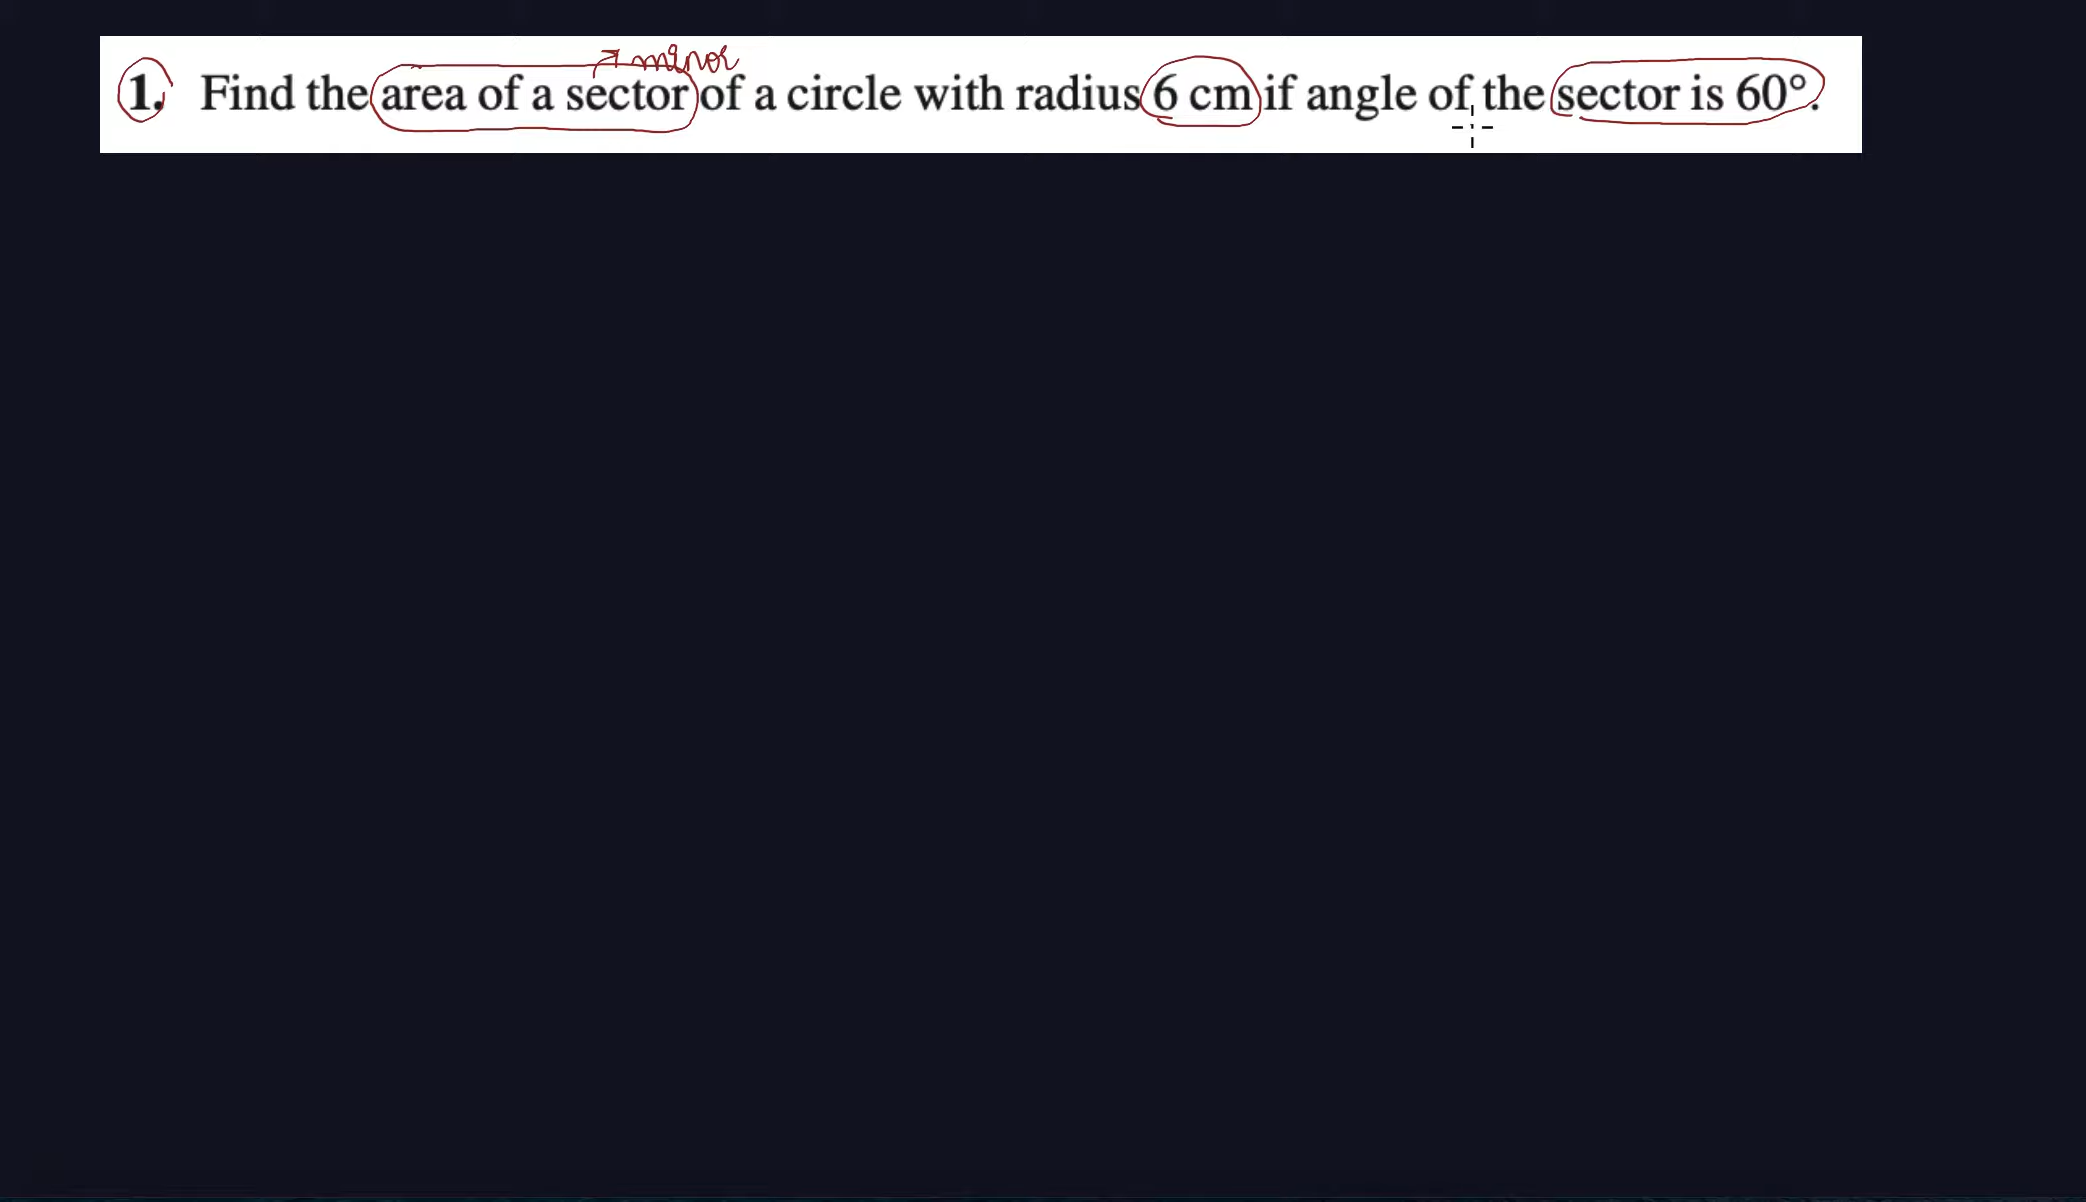 minor
1. Find the area of a sector of a circle with radius 6 cm if angle of the sector is 60°.